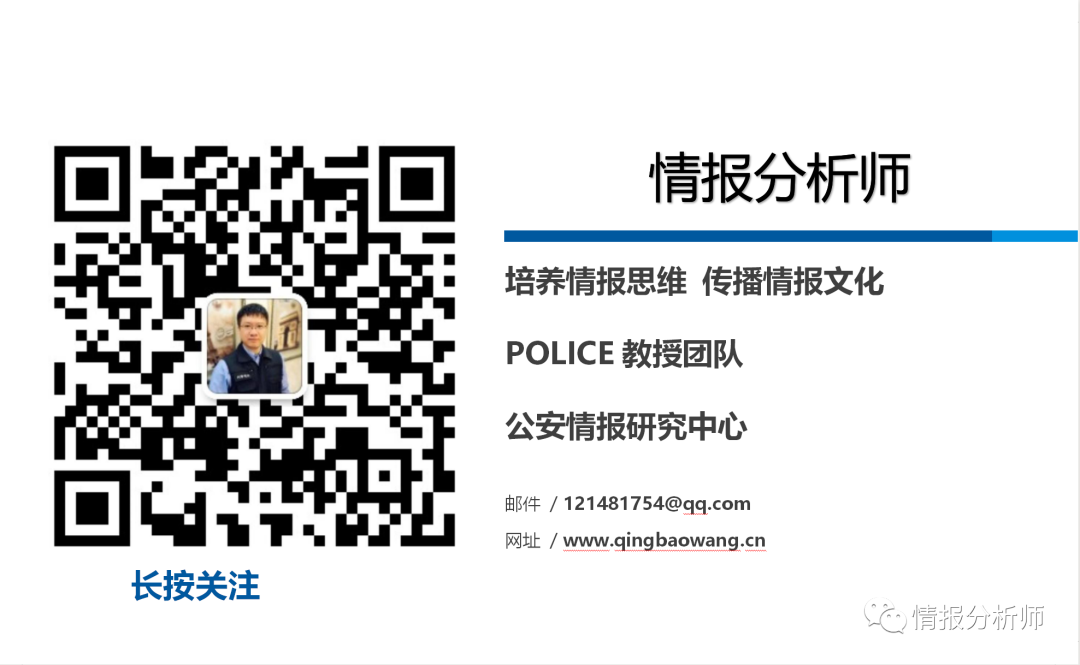 情报分析师
培养情报思维 传播情报文化
POLICE 教授团队
公安情报研究中心
邮件 / 121481754@qq.com
网址 / www.qingbaowang.cn
长按关注
情报分析师